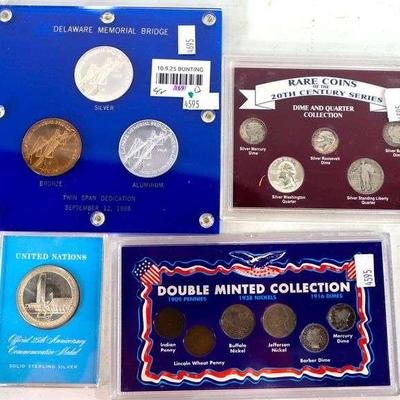 DELAWARE MEMORIAL BRIDGE
4595
10.9.25 BUNTING
4595
SILVER
BRONZE
ALUMINUM
TWIN SPAN DEDICATION
SEPTEMBER 12, 1968
RARE COINS
OF THE
20TH CENTURY SERIES
DIME AND QUARTER
COLLECTION
Silver Mercury
Dime
Silver Roosevelt
Dime
Silver Washington
Quarter
Silver Standing Liberty
Quarter
UNITED NATIONS
Official 25th Anniversary
Commemorative Medal
SOLID STERLING SILVER
DOUBLE MINTED COLLECTION
1909 PENNIES
1938 NICKELS
1916 DIMES
4595
Indian
Penny
Lincoln Wheat Penny
Buffalo
Nickel
Jefferson
Nickel
Barber Dime
Mercury
Dime